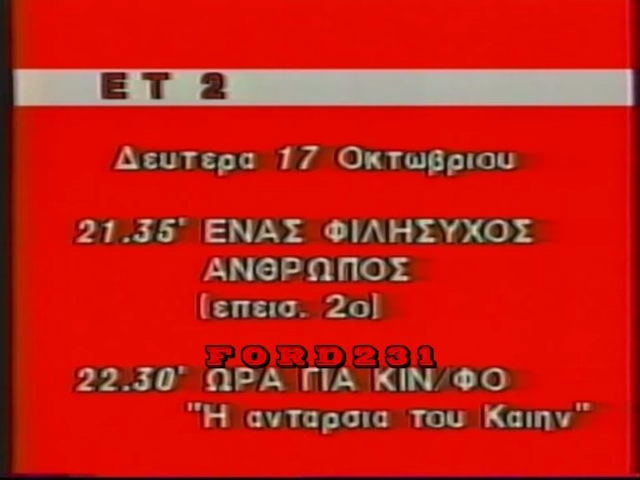 ET 2
Δευτερα 17 Οκτωβριου
21.35' ΕΝΑΣ ΦΙΛΗΣΥΧΟΣ
ΑΝΘΡΩΠΟΣ
(επεισ. 2ο)
FORD231
22.30' ΩΡΑ ΓΙΑ ΚΙΝ/ΦΟ
"Η ανταρσια του Καιην"